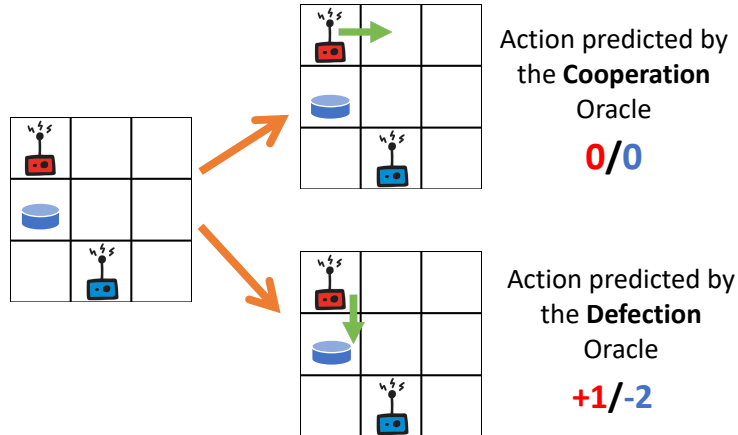 Action predicted by
the Cooperation
Oracle
0/0
Action predicted by
the Defection
Oracle
+1/-2